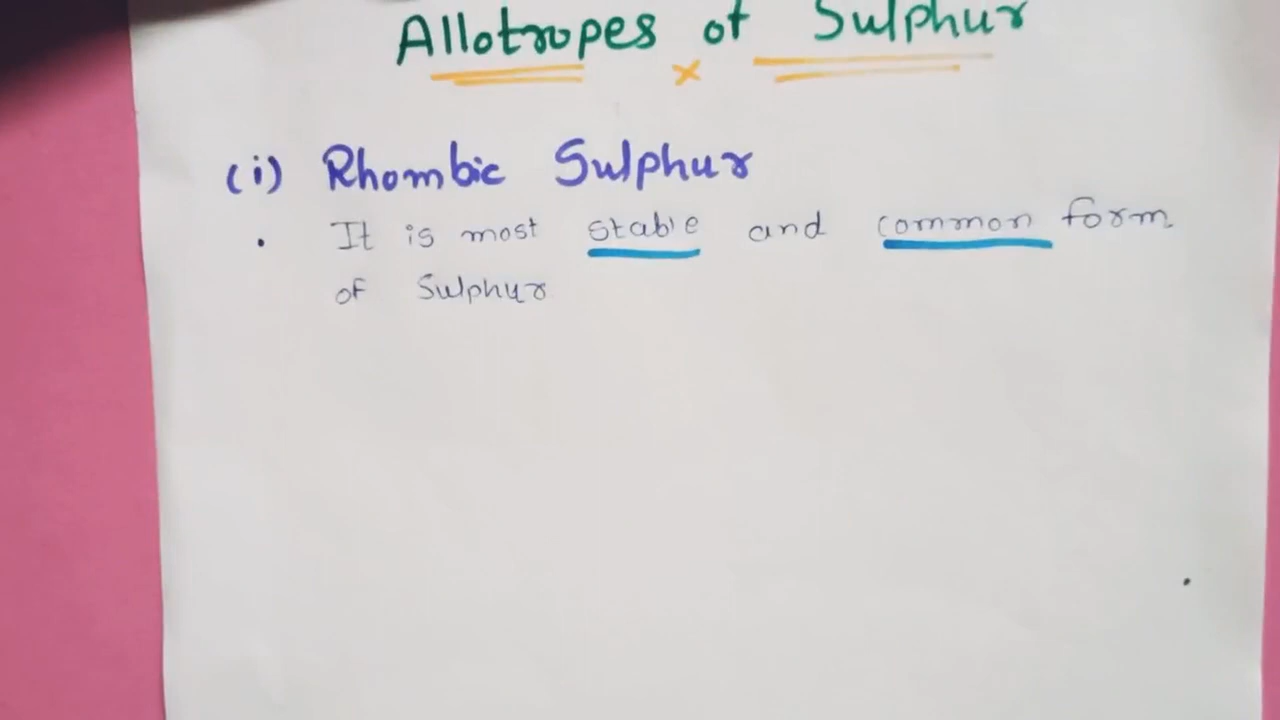 Allotropes of Sulphur
(i) Rhombic Sulphur
. It is most stable and common form
of Sulphur